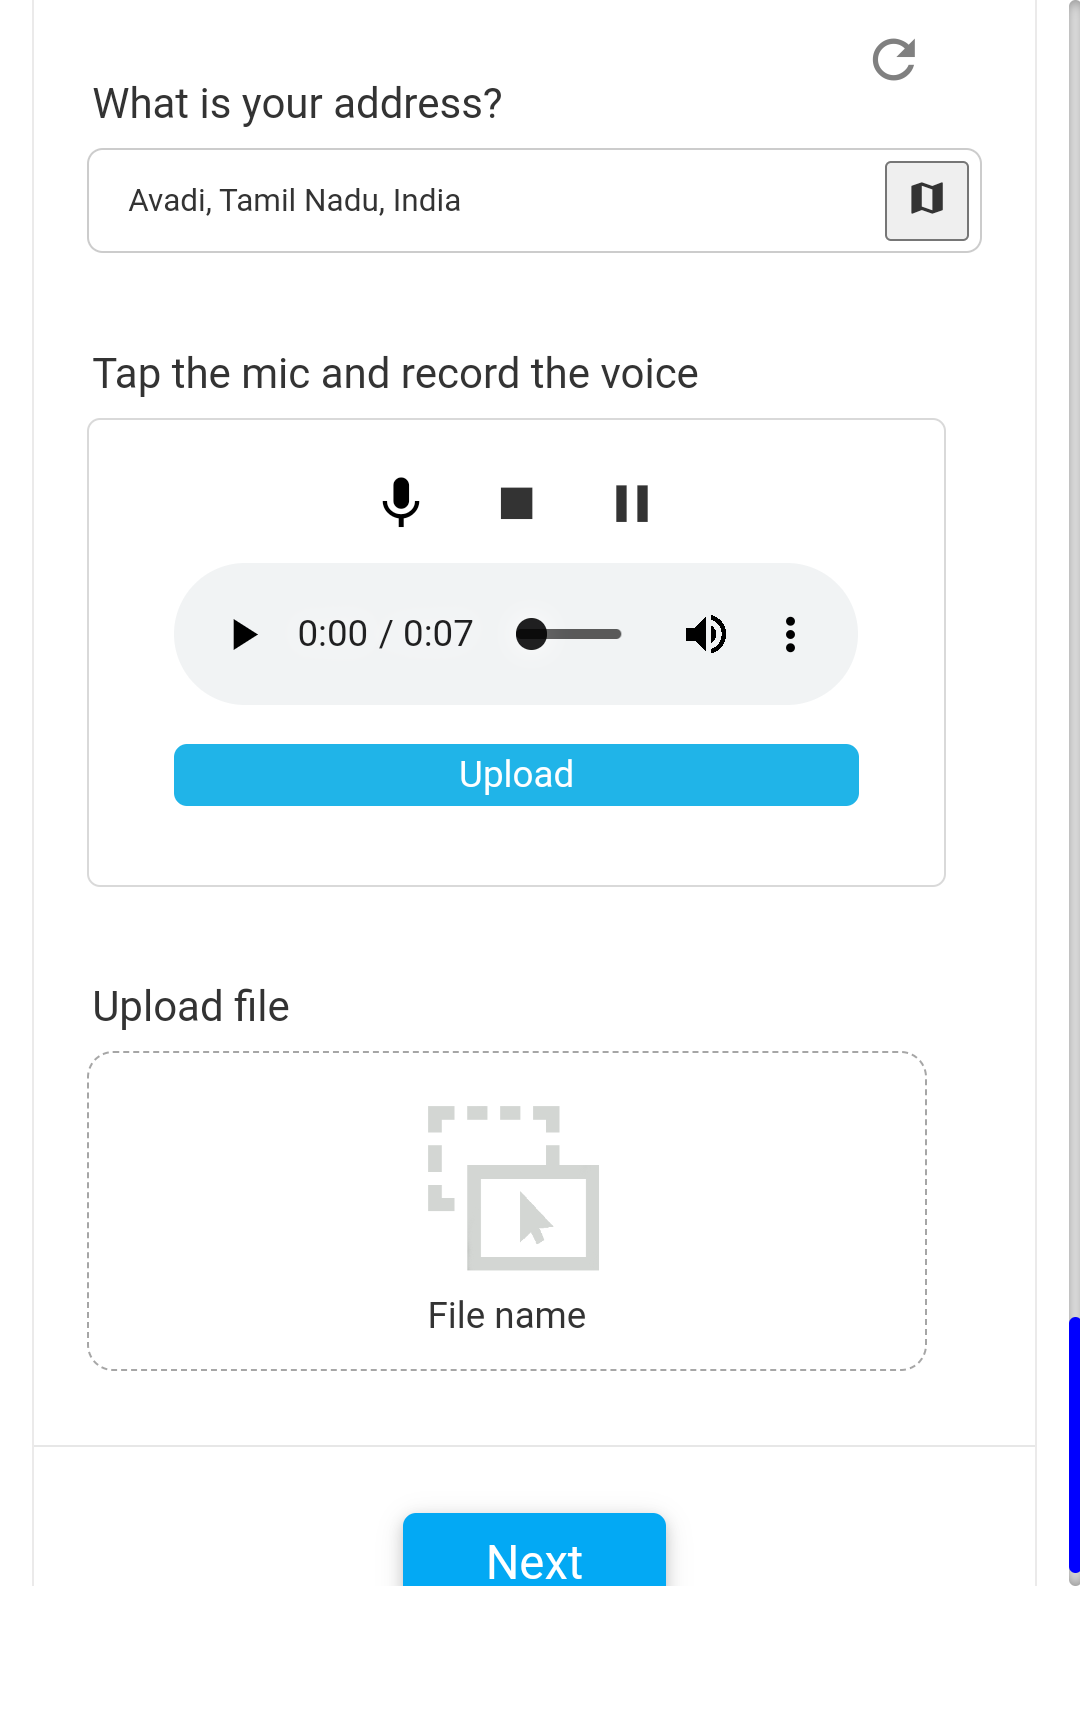 What is your address?
Avadi, Tamil Nadu, India
Tap the mic and record the voice
0:00 / 0:07
Upload
Upload file
File name
Next